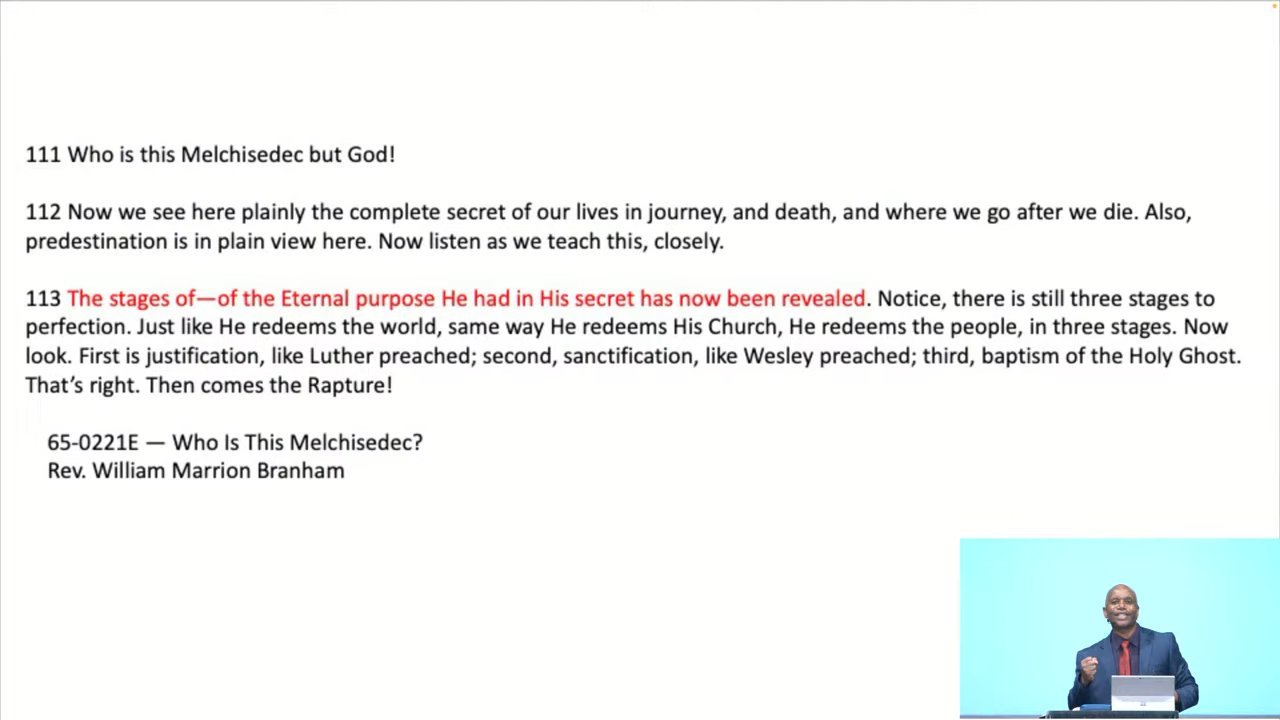 111 Who is this Melchisedec but God!
112 Now we see here plainly the complete secret of our lives in journey, and death, and where we go after we die. Also,
predestination is in plain view here. Now listen as we teach this, closely.
113 The stages of—of the Eternal purpose He had in His secret has now been revealed. Notice, there is still three stages to
perfection. Just like He redeems the world, same way He redeems His Church, He redeems the people, in three stages. Now
look. First is justification, like Luther preached; second, sanctification, like Wesley preached; third, baptism of the Holy Ghost.
That's right. Then comes the Rapture!
65-0221E — Who Is This Melchisedec?
Rev. William Marrion Branham